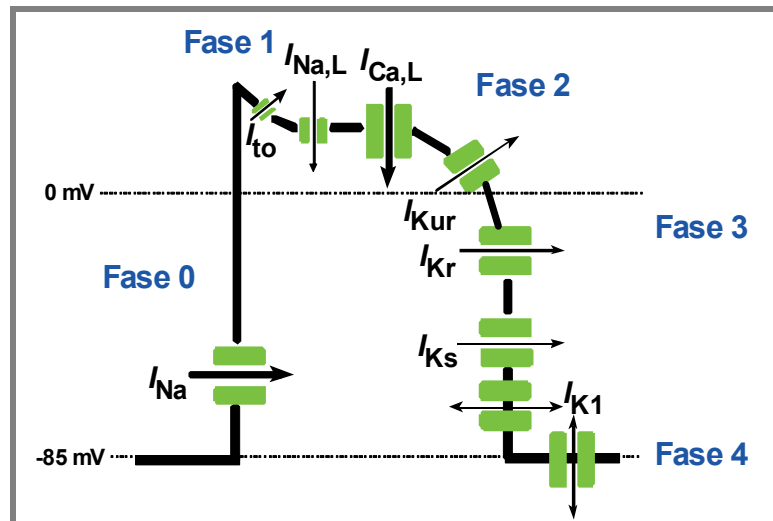 Fase 1
INa,L
ICa,L
Fase 2
Ito
0 mV
IKur
Fase 3
IKr
Fase 0
IKs
INa
IK1
-85 mV
Fase 4